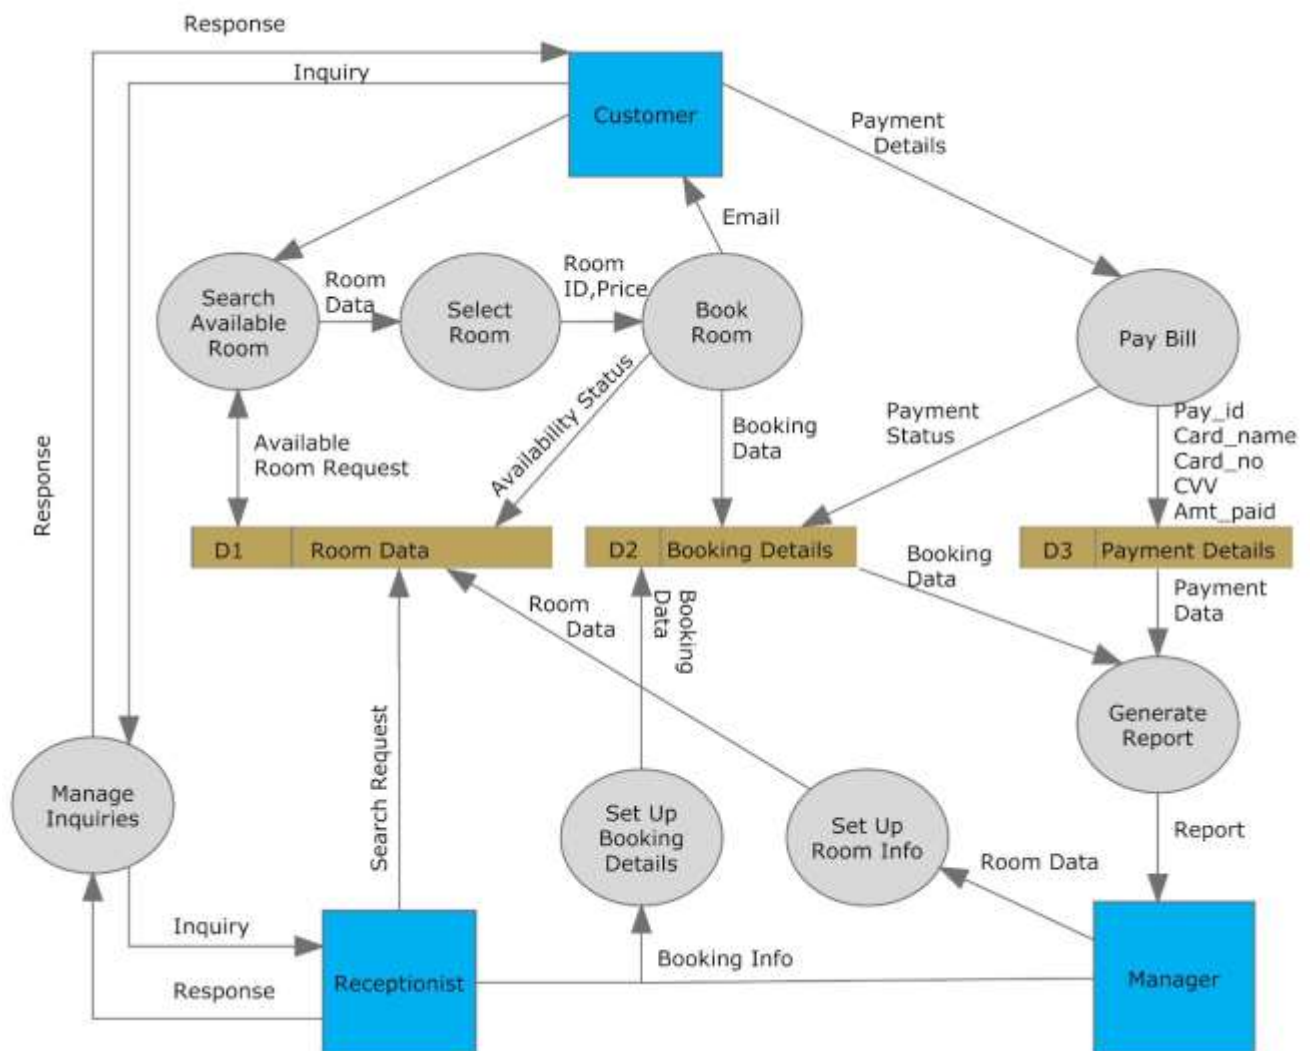 Response
Inquiry
Customer
Payment
Details
Email
Search
Available
Room
Room
Data
Select
Room
Room
ID,Price
Book
Room
Pay Bill
Available
Room Request
Availability Status
Booking
Data
Payment
Status
Pay_id
Card_name
Card_no
CVV
Amt_paid
Response
D1
Room Data
D2
Booking Details
D3
Payment Details
Room
Data
Booking
Data
Booking
Data
Payment
Data
Search Request
Generate
Report
Manage
Inquiries
Set Up
Booking
Details
Set Up
Room Info
Report
Room Data
Inquiry
Response
Receptionist
Booking Info
Manager